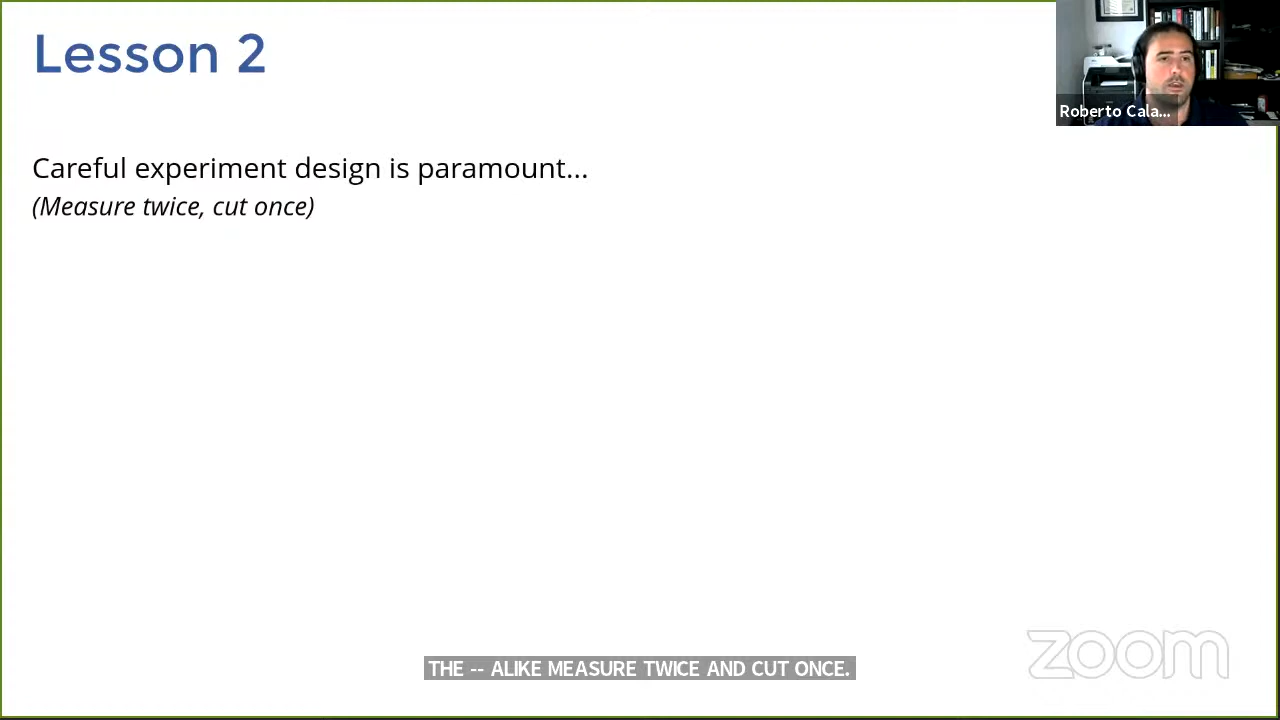 Lesson 2
Roberto Cala...
Careful experiment design is paramount...
(Measure twice, cut once)
THE -- ALIKE MEASURE TWICE AND CUT ONCE.
zoom